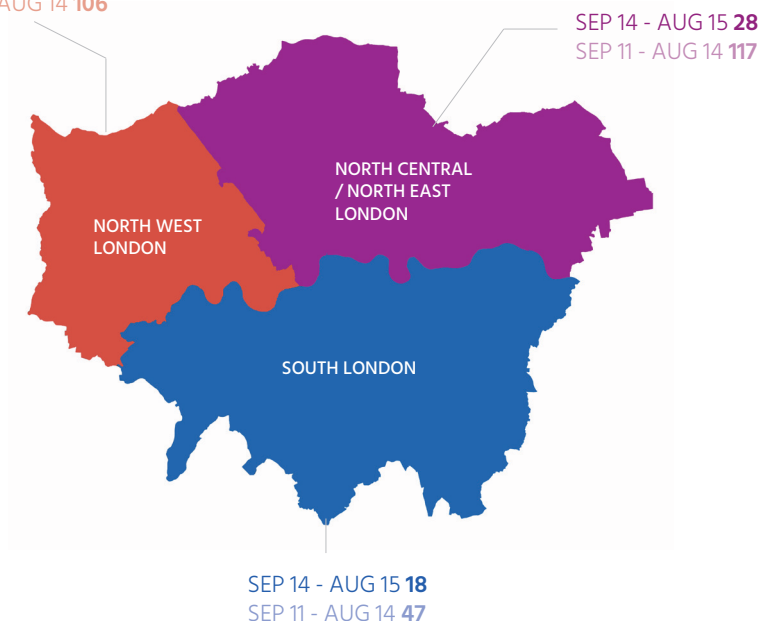 AUG 14 106
SEP 14 - AUG 15 28
SEP 11 - AUG 14 117
NORTH CENTRAL
/ NORTH EAST
LONDON
NORTH WEST
LONDON
SOUTH LONDON
SEP 14 - AUG 15 18
SEP 11 - AUG 14 47